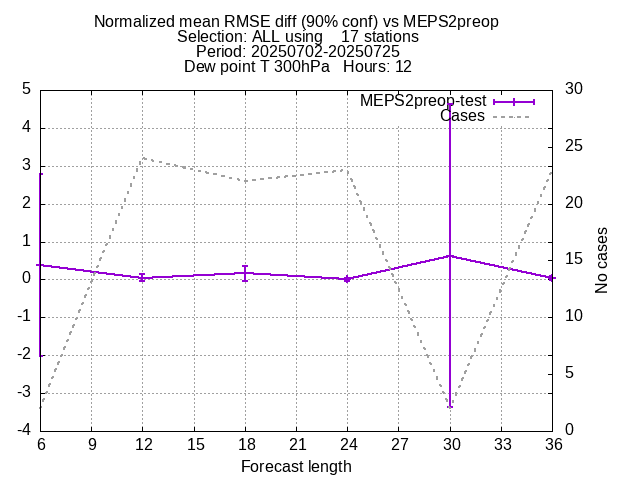 Normalized mean RMSE diff (90% conf) vs MEPS2preop
Selection: ALL using    17 stations
Period: 20250702-20250725
Dew point T 300hPa   Hours: 12
MEPS2preop-test
Cases
5
4
3
2
1
0
-1
-2
-3
-4
30
25
20
15
10
5
0
No cases
6 9 12 15 18 21 24 27 30 33 36
Forecast length